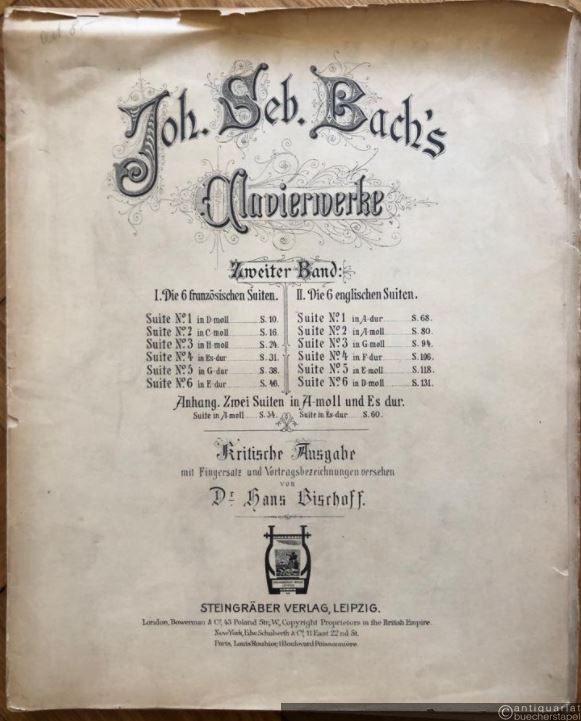 Joh. Seb. Bach's
Clavierwerke
Zweiter Band:
I. Die 6 französischen Suiten.
Suite No. 1 in D-moll S. 10.
Suite No. 2 in C-moll S. 16.
Suite No. 3 in H-moll S. 24.
Suite No. 4 in Es-dur S. 31.
Suite No. 5 in G-dur S. 38.
Suite No. 6 in E-dur S. 46.
II. Die 6 englischen Suiten.
Suite No. 1 in A-dur S. 68.
Suite No. 2 in A-moll S. 80.
Suite No. 3 in G-moll S. 94.
Suite No. 4 in F-dur S. 106.
Suite No. 5 in E-moll S. 118.
Suite No. 6 in D-moll S. 131.
Anhang. Zwei Suiten in A-moll und Es dur.
Suite in A-moll S. 54. Suite in Es-dur S. 60.
Kritische Ausgabe
mit Fingersatz und Vortragsbezeichnungen versehen
von
Dr. Hans Bischoff.
STEINGRÄBER VERLAG, LEIPZIG.
London, Bosworth & Co, 43 Poland Str., W., Copyright Proprietors in the British Empire.
New York, Edw. Schuberth & Co, 11 East 22nd St.
Paris, Louis Rouhier, 1 Boulevard Poissonnière.
©antiquariat
buecherstapel